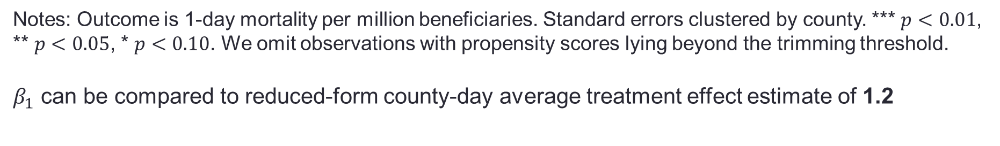 Notes: Outcome is 1-day mortality per million beneficiaries. Standard errors clustered by county. *** p < 0.01,
** p < 0.05, * p < 0.10. We omit observations with propensity scores lying beyond the trimming threshold.
β₁ can be compared to reduced-form county-day average treatment effect estimate of 1.2